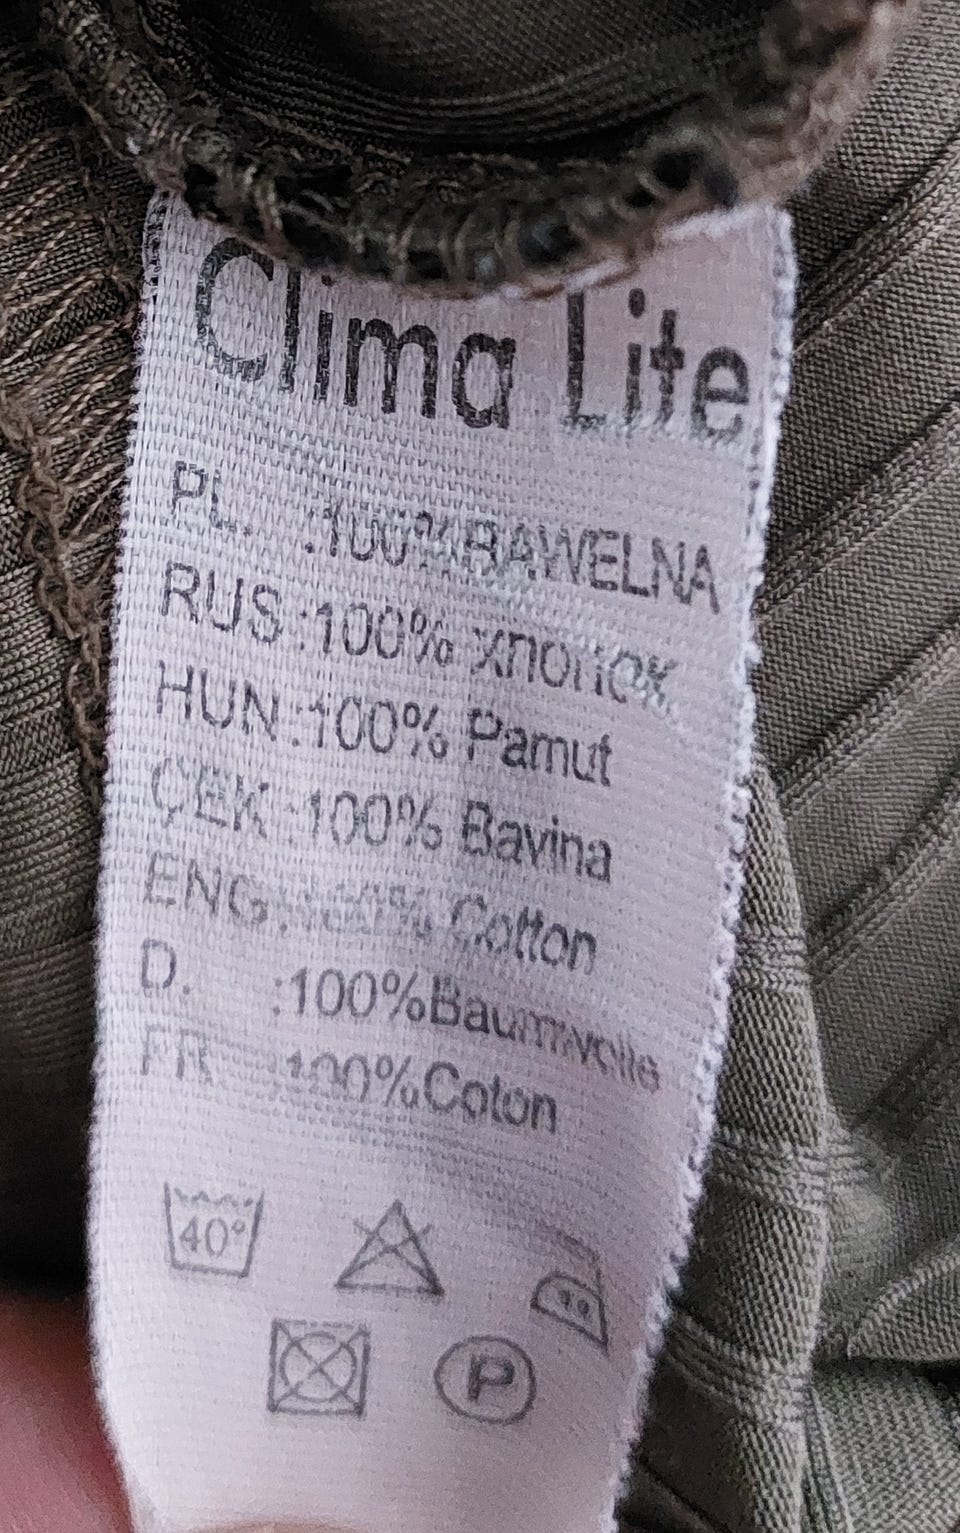 Clima Lite
PL. :100%BAWELNA
RUS :100% хлопок
HUN :100% Pamut
ÇEK :100% Bavina
ENG :100% Cotton
D. :100%Baumwolle
FR :100%Coton
40°
P